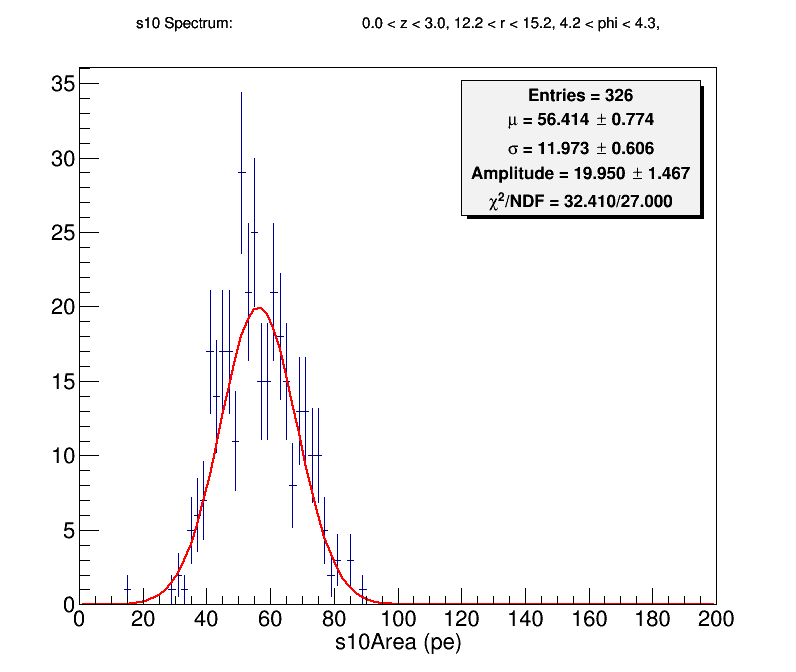 s10 Spectrum: 0.0 < z < 3.0, 12.2 < r < 15.2, 4.2 < phi < 4.3,
Entries = 326
μ = 56.414 ± 0.774
σ = 11.973 ± 0.606
Amplitude = 19.950 ± 1.467
χ²/NDF = 32.410/27.000
35
30
25
20
15
10
5
0
0 20 40 60 80 100 120 140 160 180 200
s10Area (pe)